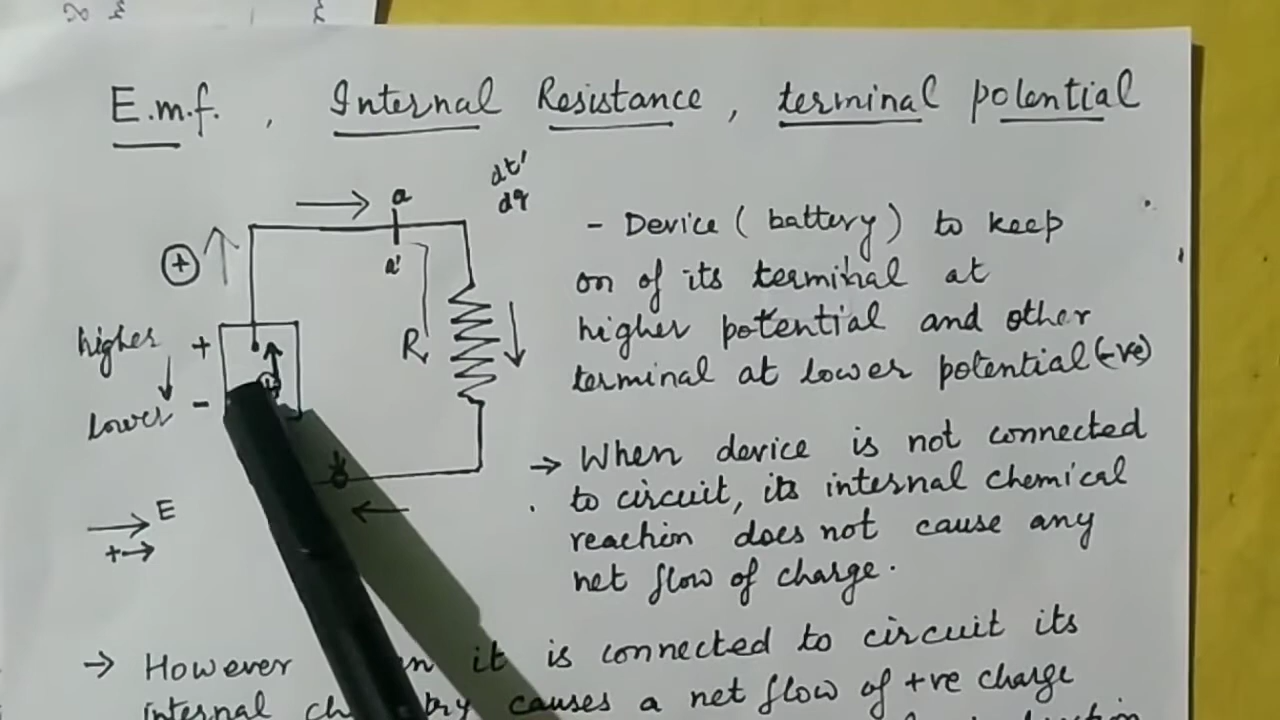 E.m.f. , Internal Resistance , terminal potential
dt'
dq
a
a'
+
R
higher +
lower -
E
+→
- Device ( battery ) to keep
on of its terminal at
higher potential and other
terminal at lower potential (-ve)
→ When device is not connected
to circuit, its internal chemical
reaction does not cause any
net flow of charge.
→ However it is connected to circuit its
internal causes a net flow of +ve charge